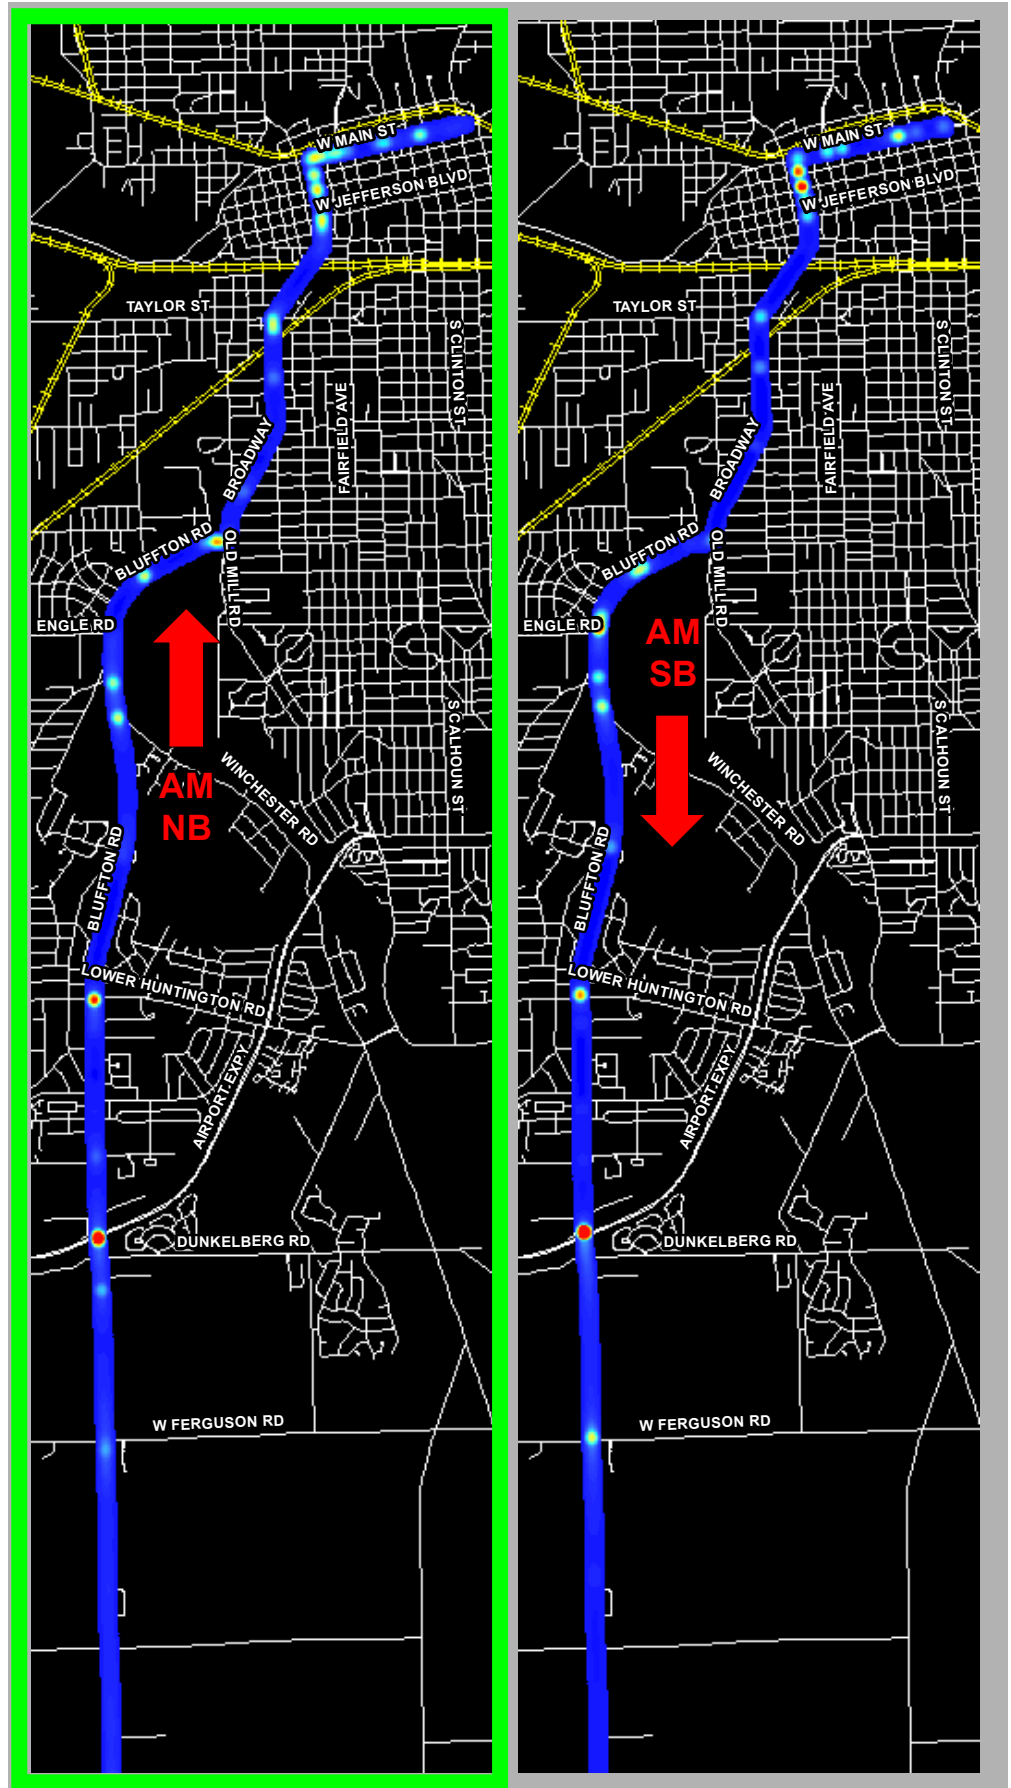 W MAIN ST
W JEFFERSON BLVD
TAYLOR ST
S CLINTON ST
FAIRFIELD AVE
BROADWAY
BLUFFTON RD
OLD MILL RD
ENGLE RD
AM
NB
S CALHOUN ST
WINCHESTER RD
BLUFFTON RD
LOWER HUNTINGTON RD
AIRPORT EXPY
DUNKELBERG RD
W FERGUSON RD
W MAIN ST
W JEFFERSON BLVD
TAYLOR ST
S CLINTON ST
FAIRFIELD AVE
BROADWAY
BLUFFTON RD
OLD MILL RD
ENGLE RD
AM
SB
S CALHOUN ST
WINCHESTER RD
BLUFFTON RD
LOWER HUNTINGTON RD
AIRPORT EXPY
DUNKELBERG RD
W FERGUSON RD